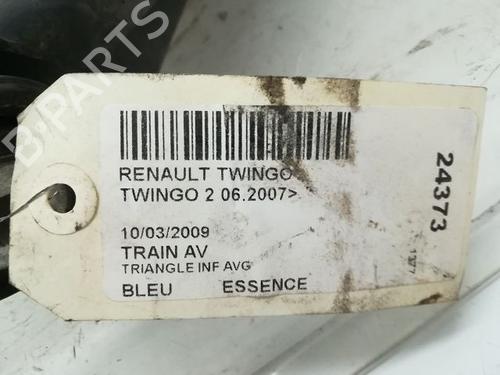 RENAULT TWINGO
TWINGO 2 06.2007>
10/03/2009
TRAIN AV
TRIANGLE INF AVG
BLEU ESSENCE
24373
B-PARTS